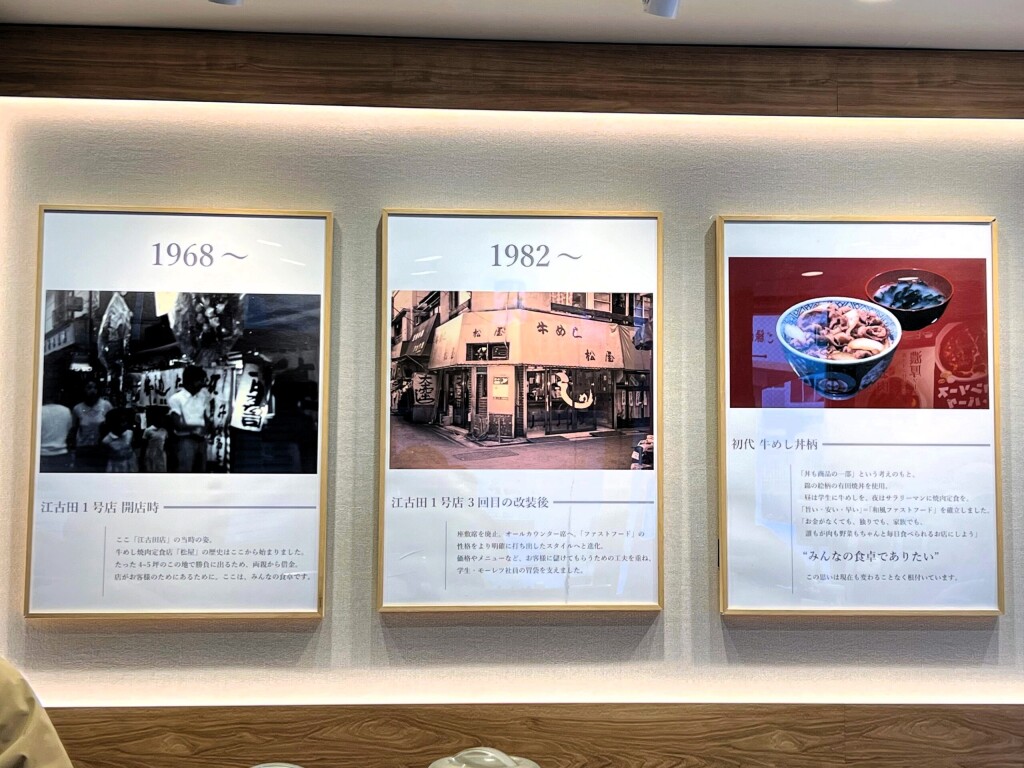 1968～
江古田1号店 開店時
ここ「江古田店」の当時の姿。
牛めし焼肉定食店「松屋」の歴史はここから始まりました。
たった4-5坪のこの地で勝負に出るため、両親から借金。
店がお客様のためにあるために。ここは、みんなの食卓です。
1982～
松屋
牛めし
松屋
江古田1号店3回目の改装後
座敷席を廃止、オールカウンター席へ。「ファストフード」の
性格をより明確に打ち出したスタイルへと進化。
価格やメニューなど、お客様に儲けてもらうための工夫を重ね、
学生・モーレツ社員の胃袋を支えました。
初代 牛めし丼柄
「丼も商品の一部」という考えのもと、
錦の絵柄の有田焼丼を使用。
昼は学生に牛めしを、夜はサラリーマンに焼肉定食を。
「旨い・安い・早い」=「和風ファストフード」を確立しました。
「お金がなくても、独りでも、家族でも、
誰もが肉も野菜もちゃんと毎日食べられるお店にしよう」
“みんなの食卓でありたい”
この思いは現在も変わることなく根付いています。